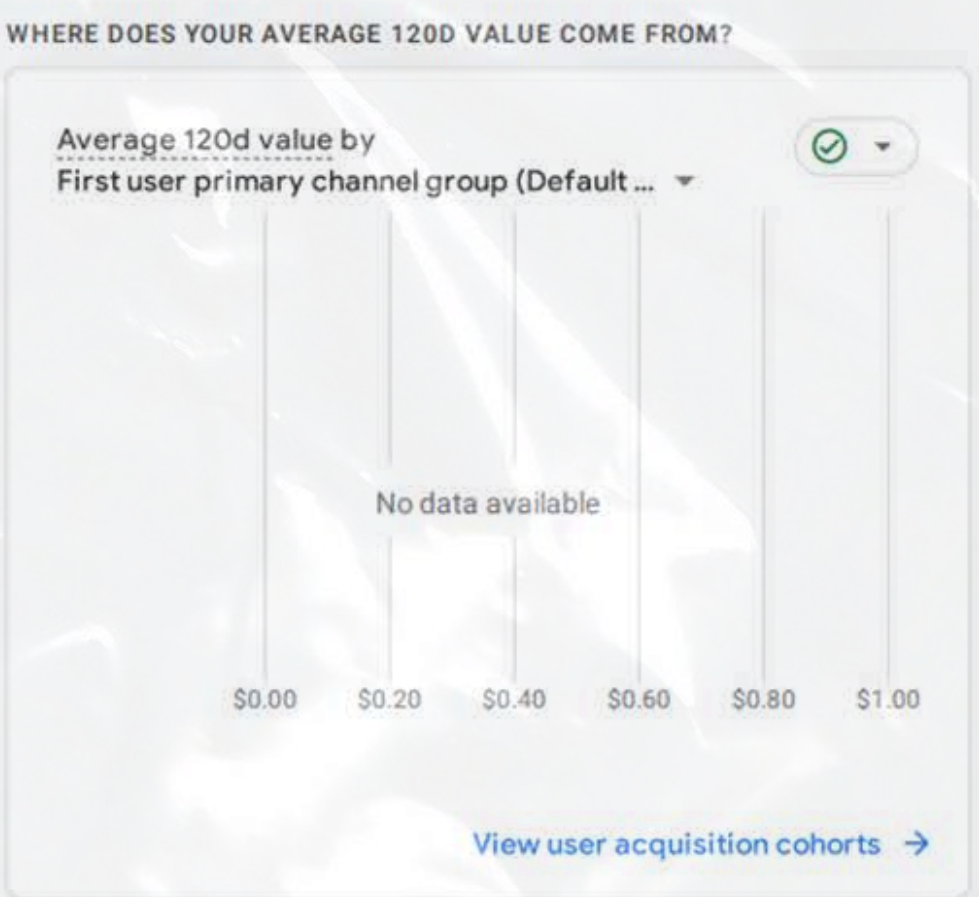 WHERE DOES YOUR AVERAGE 120D VALUE COME FROM?
Average 120d value by
First user primary channel group (Default ...
No data available
$0.00 $0.20 $0.40 $0.60 $0.80 $1.00
View user acquisition cohorts →